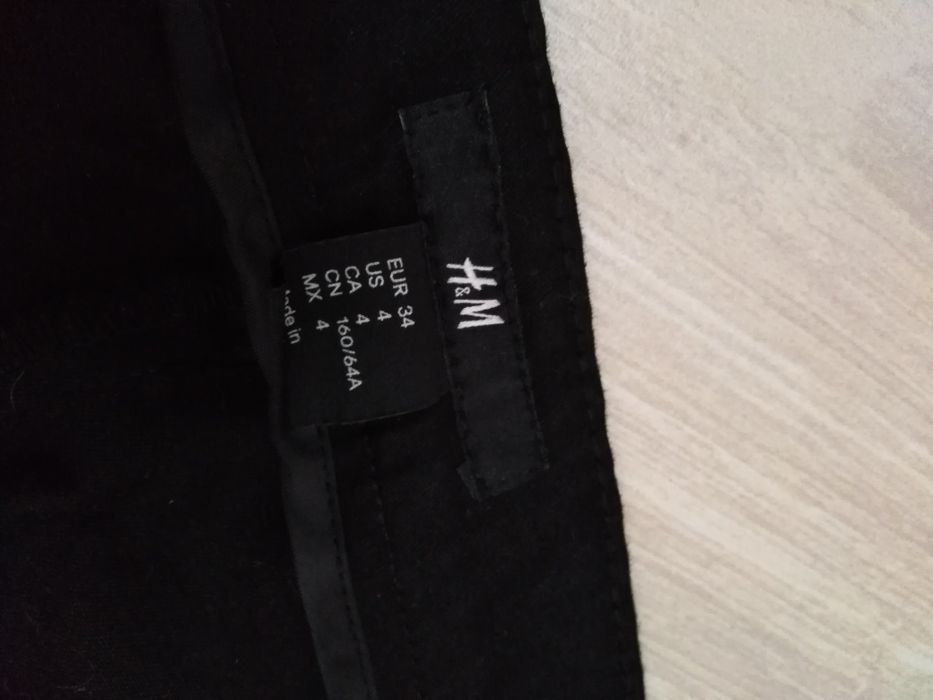 H&M
EUR 34
US 4
CA 4
CN 160/64A
MX 4
Made in